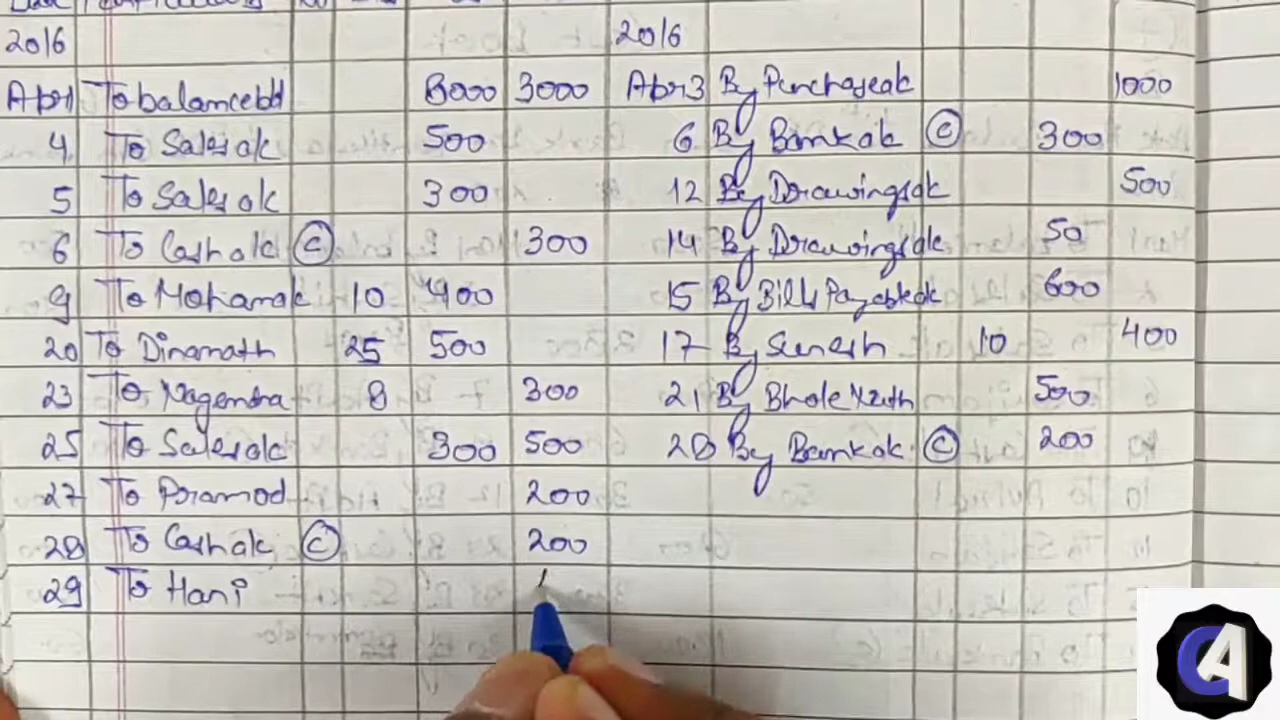 2016 2016
Apr 1 To balance b/d 8000 3000 Apr 3 By Purchase a/c 1000
4 To Sales a/c 500 6 By Bank a/c C 300
5 To Sales a/c 300 12 By Drawings a/c 500
6 To Cash a/c C 300 14 By Drawings a/c 50
9 To Mohan a/c 10 400 15 By Bills Payable a/c 600
20 To Dinanath 25 500 17 By Suresh 10 400
23 To Nagendra 8 300 21 By Bhole Nath 500
25 To Sales a/c 300 500 28 By Bank a/c C 200
27 To Pramod 200
28 To Cash a/c C 200
29 To Hari
CA